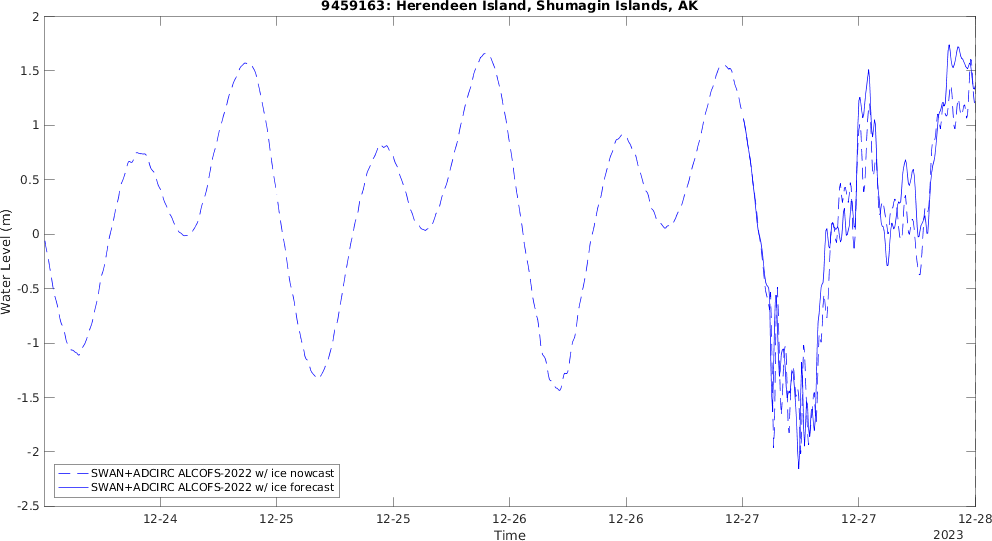 9459163: Herendeen Island, Shumagin Islands, AK
2
1.5
1
0.5
0
-0.5
-1
-1.5
-2
-2.5
Water Level (m)
SWAN+ADCIRC ALCOFS-2022 w/ ice nowcast
SWAN+ADCIRC ALCOFS-2022 w/ ice forecast
12-24 12-25 12-25 12-26 12-26 12-27 12-27 12-28
Time
2023